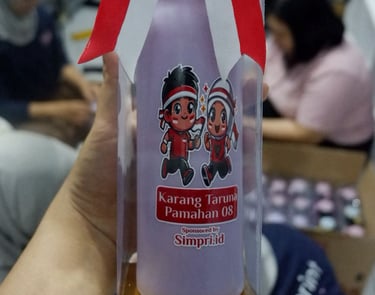 Karang Taruna
Pamahan 08
Sponsored by
Simpri.id